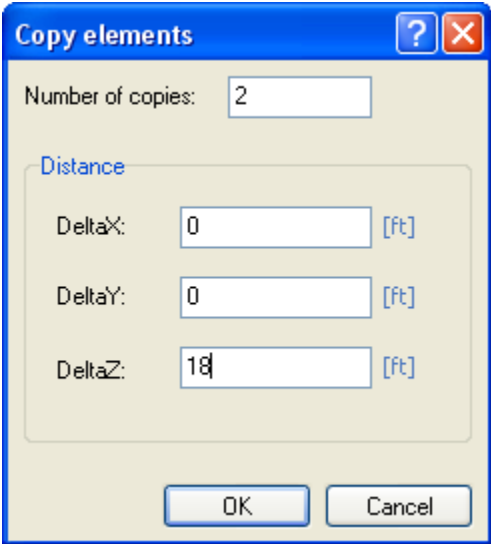 Copy elements
Number of copies: 2
Distance
DeltaX: 0 [ft]
DeltaY: 0 [ft]
DeltaZ: 18 [ft]
OK Cancel